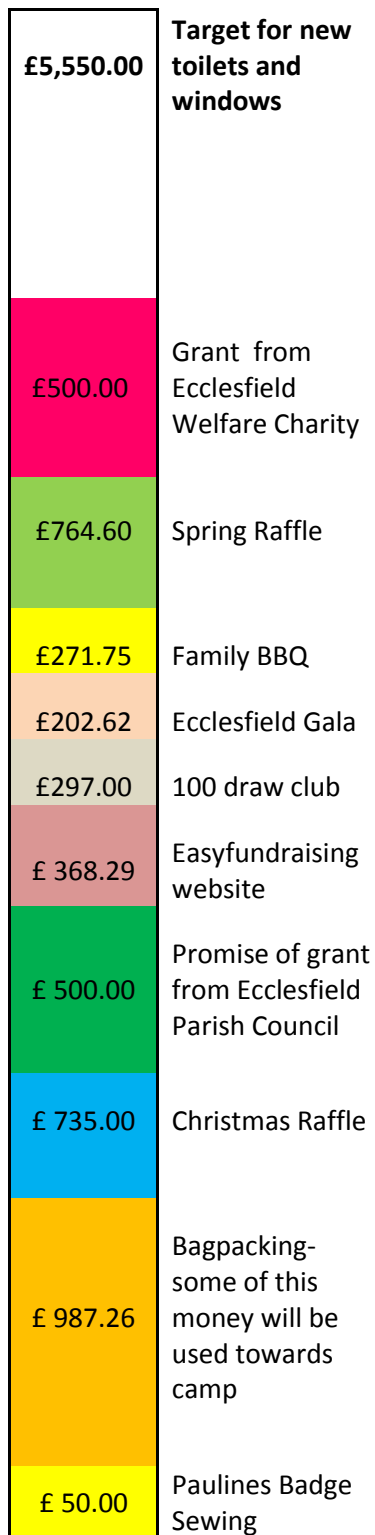 £5,550.00 Target for new
toilets and
windows
£500.00 Grant from
Ecclesfield
Welfare Charity
£764.60 Spring Raffle
£271.75 Family BBQ
£202.62 Ecclesfield Gala
£297.00 100 draw club
£ 368.29 Easyfundraising
website
£ 500.00 Promise of grant
from Ecclesfield
Parish Council
£ 735.00 Christmas Raffle
£ 987.26 Bagpacking-
some of this
money will be
used towards
camp
£ 50.00 Paulines Badge
Sewing